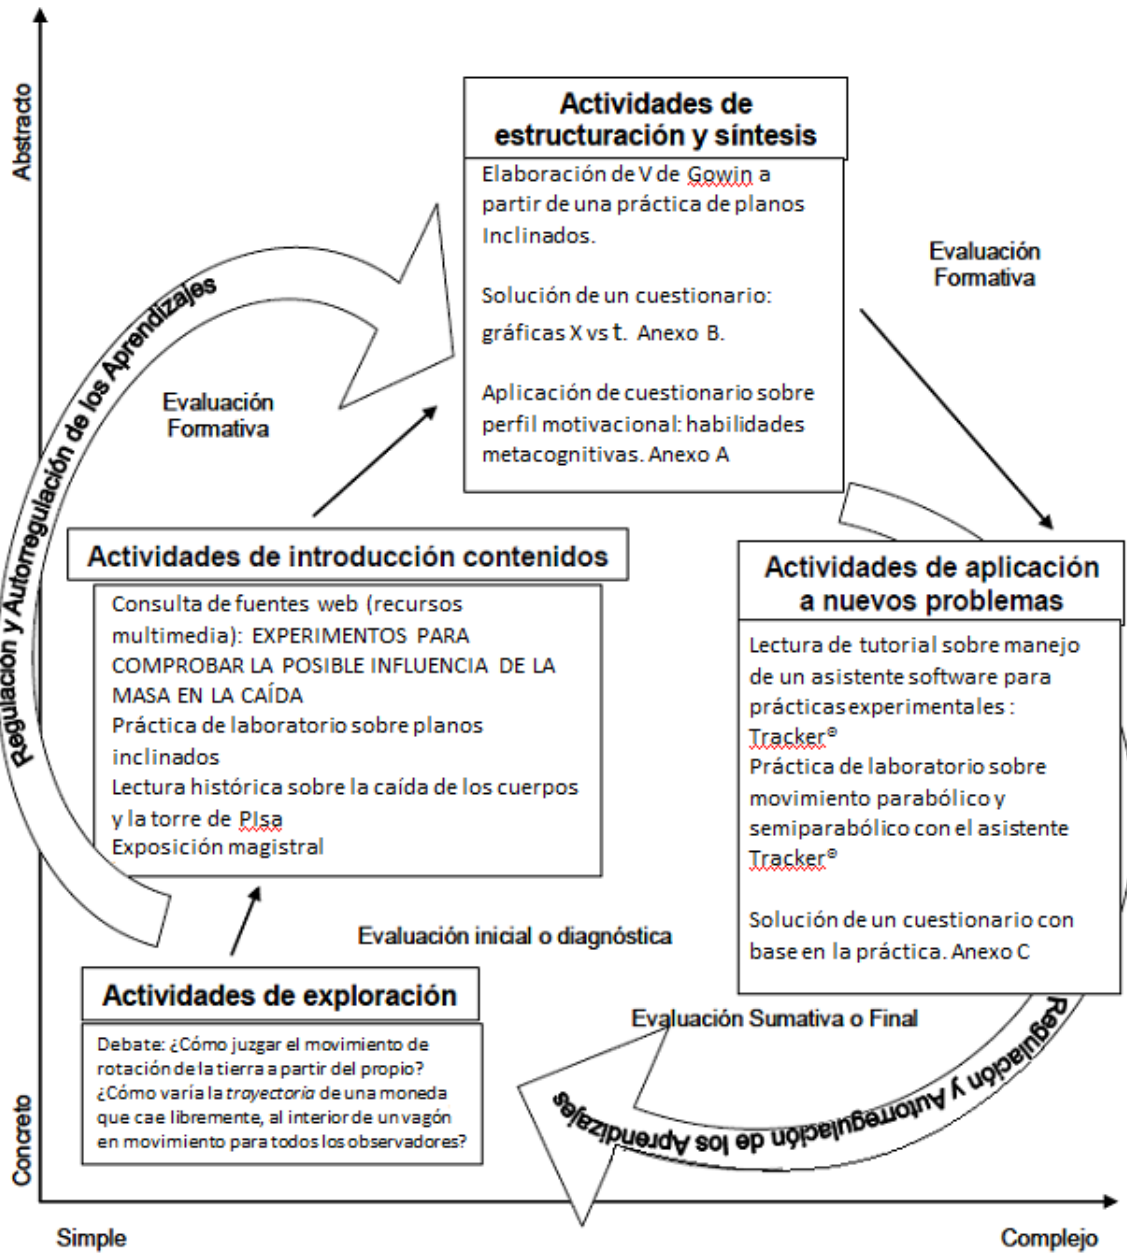 Abstracto
Actividades de
estructuración y síntesis
Elaboración de V de Gowin a
partir de una práctica de planos
Inclinados.
Solución de un cuestionario:
gráficas X vs t. Anexo B.
Aplicación de cuestionario sobre
perfil motivacional: habilidades
metacognitivas. Anexo A
Evaluación
Formativa
Regulación y Autorregulación de los Aprendizajes
Evaluación
Formativa
Actividades de introducción contenidos
Consulta de fuentes web (recursos
multimedia): EXPERIMENTOS PARA
COMPROBAR LA POSIBLE INFLUENCIA DE LA
MASA EN LA CAÍDA
Práctica de laboratorio sobre planos
inclinados
Lectura histórica sobre la caída de los cuerpos
y la torre de PIsa
Exposición magistral
Actividades de aplicación
a nuevos problemas
Lectura de tutorial sobre manejo
de un asistente software para
prácticas experimentales :
Tracker®
Práctica de laboratorio sobre
movimiento parabólico y
semiparabólico con el asistente
Tracker®
Solución de un cuestionario con
base en la práctica. Anexo C
Evaluación inicial o diagnóstica
Actividades de exploración
Debate: ¿Cómo juzgar el movimiento de
rotación de la tierra a partir del propio?
¿Cómo varía la trayectoria de una moneda
que cae libremente, al interior de un vagón
en movimiento para todos los observadores?
Evaluación Sumativa o Final
Regulación y Autorregulación de los Aprendizajes
Concreto
Simple
Complejo